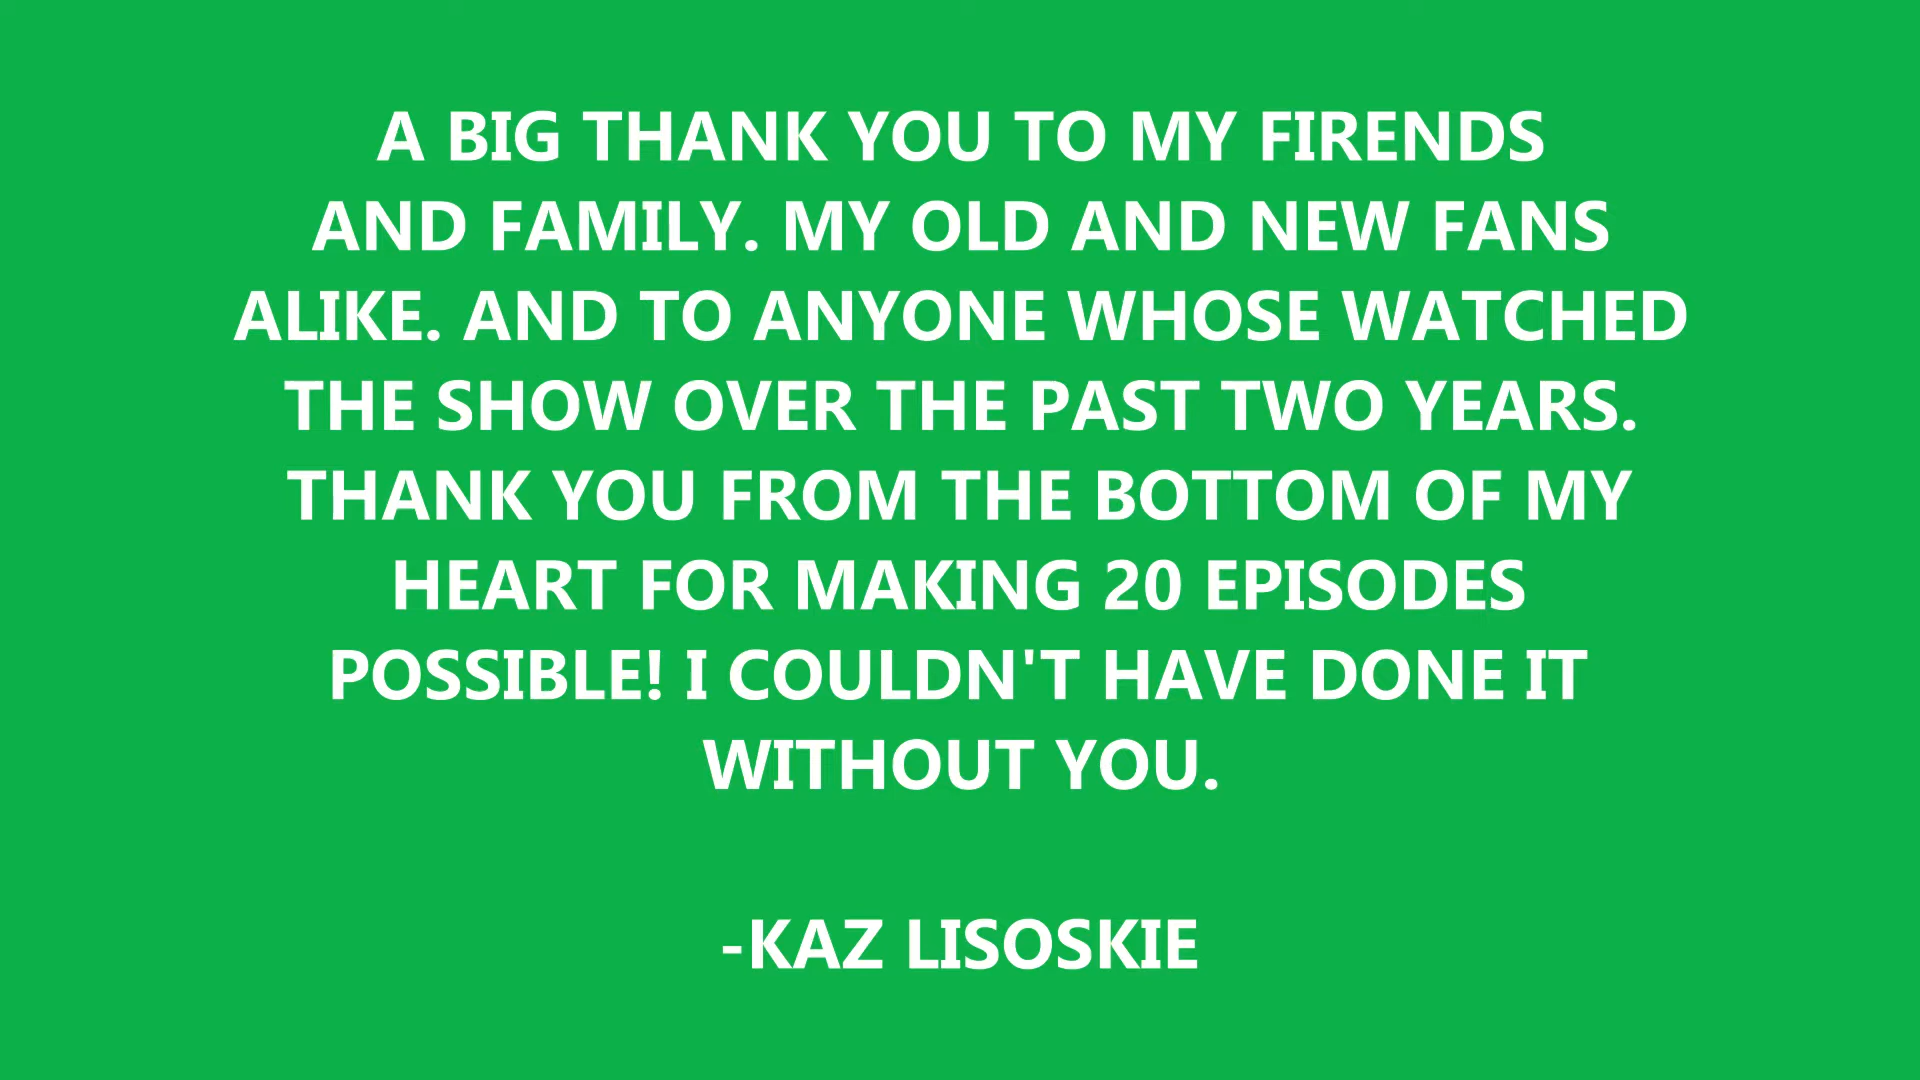 A BIG THANK YOU TO MY FIRENDS
AND FAMILY. MY OLD AND NEW FANS
ALIKE. AND TO ANYONE WHOSE WATCHED
THE SHOW OVER THE PAST TWO YEARS.
THANK YOU FROM THE BOTTOM OF MY
HEART FOR MAKING 20 EPISODES
POSSIBLE! I COULDN'T HAVE DONE IT
WITHOUT YOU.
-KAZ LISOSKIE